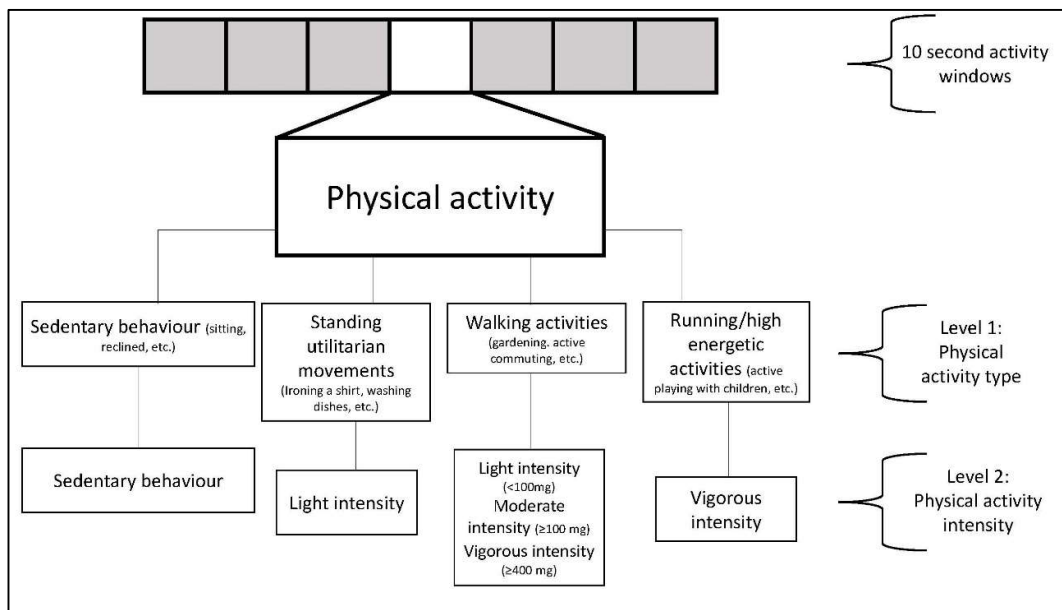 10 second activity
windows
Physical activity
Sedentary behaviour (sitting,
reclined, etc.)
Standing
utilitarian
movements
(Ironing a shirt, washing
dishes, etc.)
Walking activities
(gardening. active
commuting, etc.)
Running/high
energetic
activities (active
playing with children, etc.)
Level 1:
Physical
activity type
Sedentary behaviour
Light intensity
Light intensity
(<100mg)
Moderate
intensity (≥100 mg)
Vigorous intensity
(≥400 mg)
Vigorous
intensity
Level 2:
Physical activity
intensity